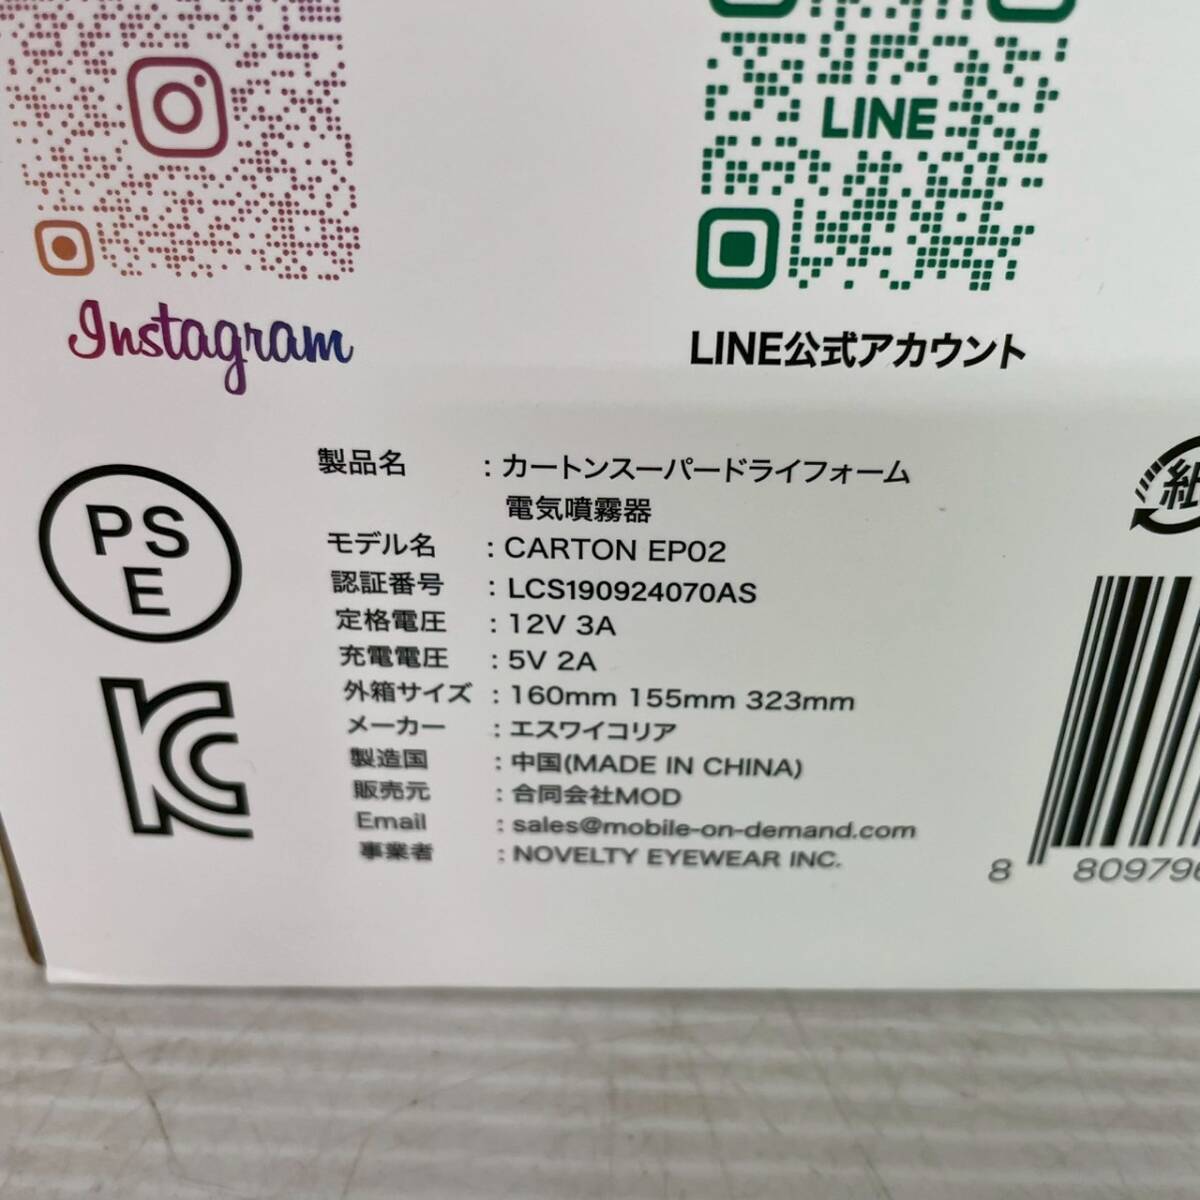 LINE
Instagram
LINE公式アカウント
製品名 : カートンスーパードライフォーム
電気噴霧器
モデル名 : CARTON EP02
認証番号 : LCS190924070AS
定格電圧 : 12V 3A
充電電圧 : 5V 2A
外箱サイズ : 160mm 155mm 323mm
メーカー : エスワイコリア
製造国 : 中国(MADE IN CHINA)
販売元 : 合同会社MOD
Email : sales@mobile-on-demand.com
事業者 : NOVELTY EYEWEAR INC.
PS
E
KC
紙
8 809796